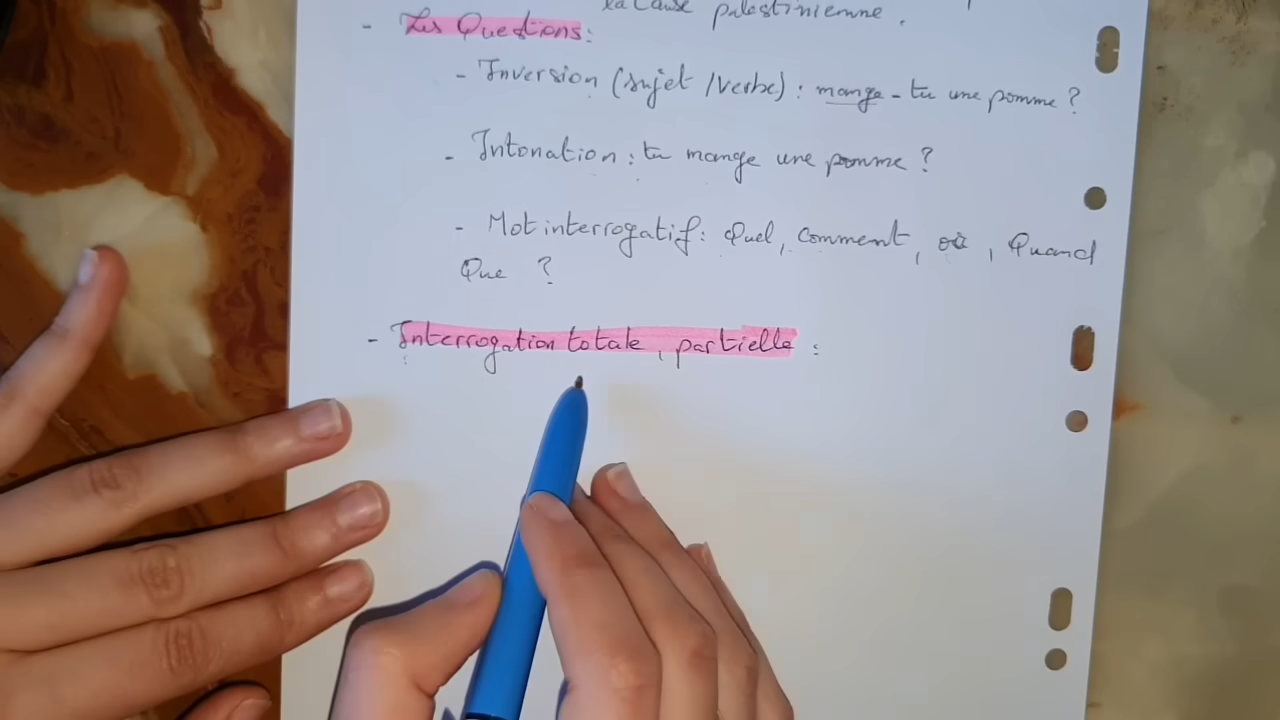 la cause palestinienne.
- Les Questions:
- Inversion (sujet /verbe) : mange-tu une pomme ?
- Intonation : tu mange une pomme ?
- Mot interrogatif : Quel, comment, où, Quand
Que ?
- Interrogation totale, partielle :